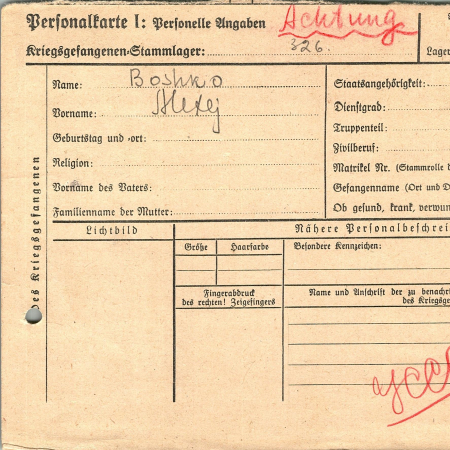 Personalkarte I: Personelle Angaben Achtung
Kriegsgefangenen-Stammlager: 326.
Lager
des Kriegsgefangenen
Name: Boshko
Vorname: Alexej
Geburtstag und -ort:
Religion:
Vorname des Vaters:
Familienname der Mutter:
Staatsangehörigkeit:
Dienstgrad:
Truppenteil:
Zivilberuf:
Matrikel Nr. (Stammrolle d
Gefangenname (Ort und D
Ob gesund, krank, verwun
Lichtbild
Nähere Personalbeschrei
Größe Haarfarbe
Besondere Kennzeichen:
Fingerabdruck
des rechten! Zeigefingers
Name und Anschrift der zu benachri
des Kriegsge